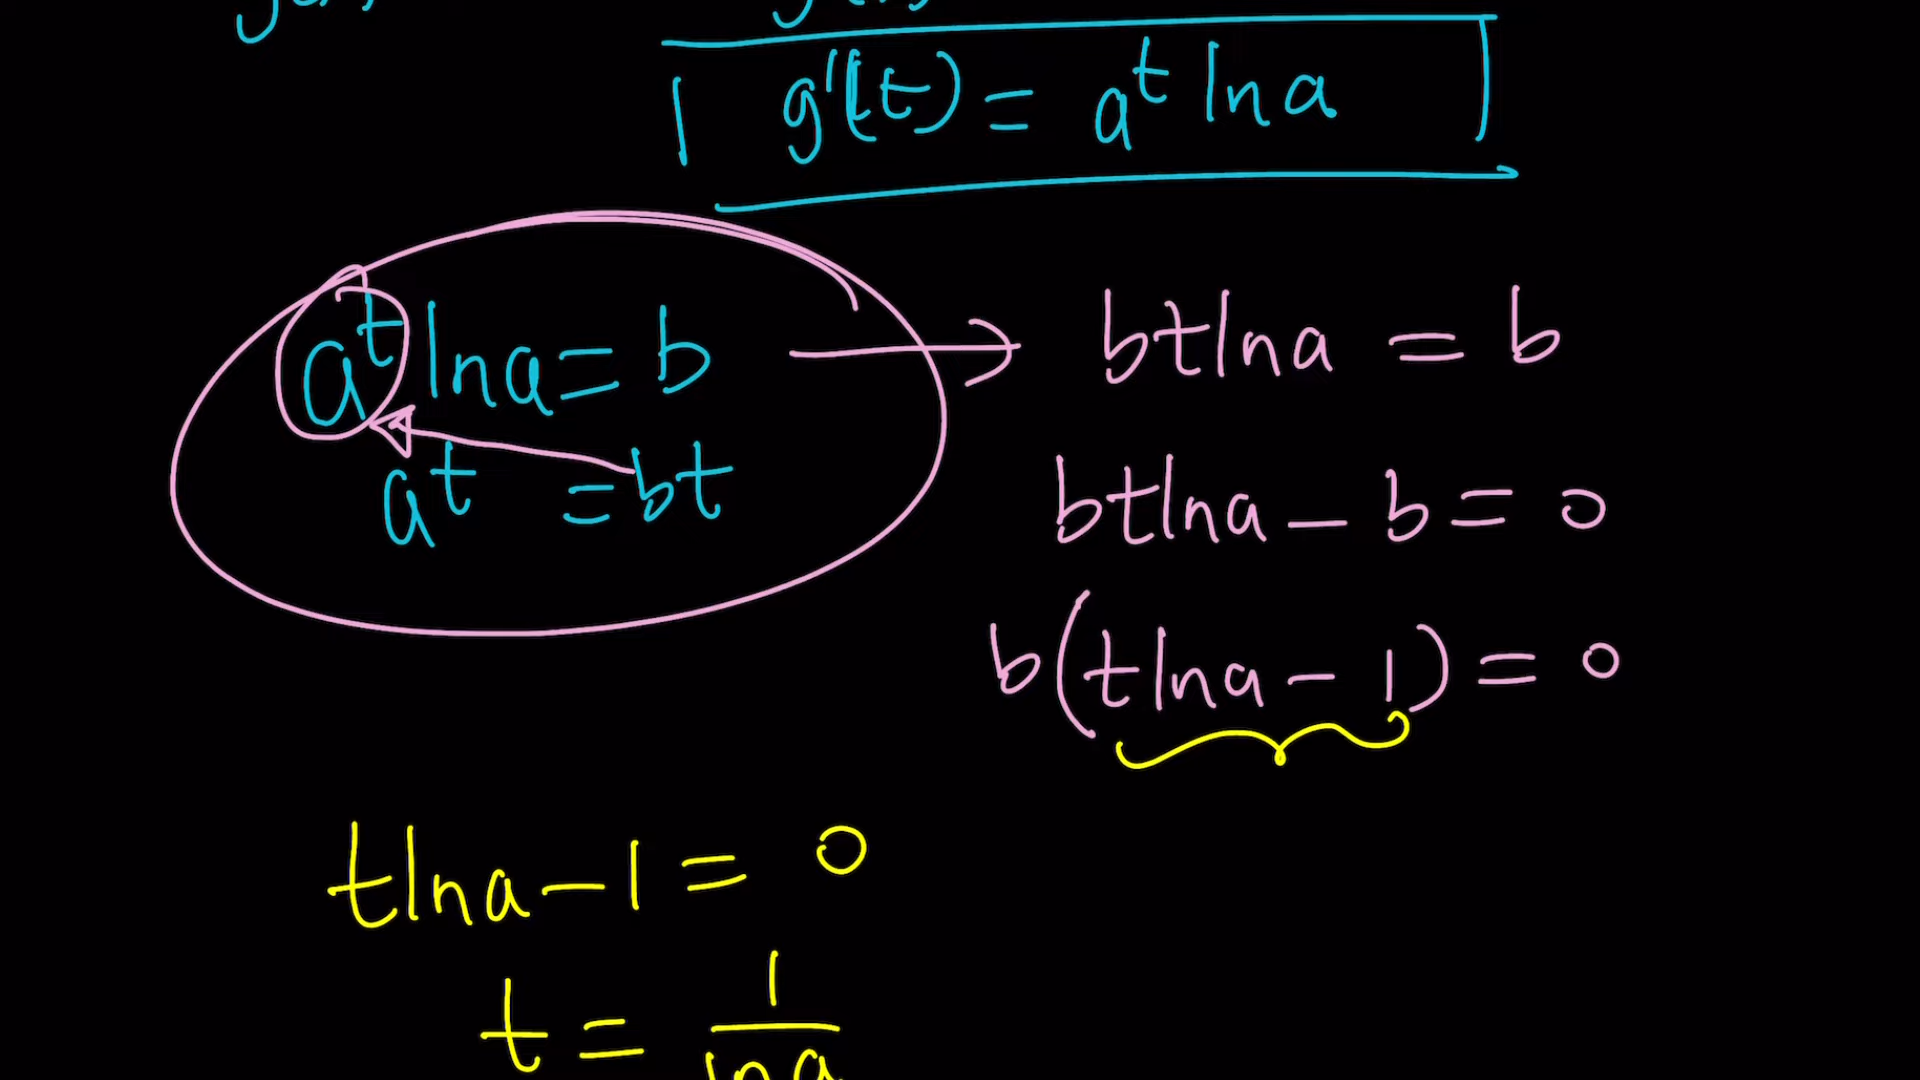 g'(t) = a^t ln a
a^t ln a = b
a^t = bt
bt ln a = b
bt ln a - b = 0
b(t ln a - 1) = 0
t ln a - 1 = 0
t = 1/ln a